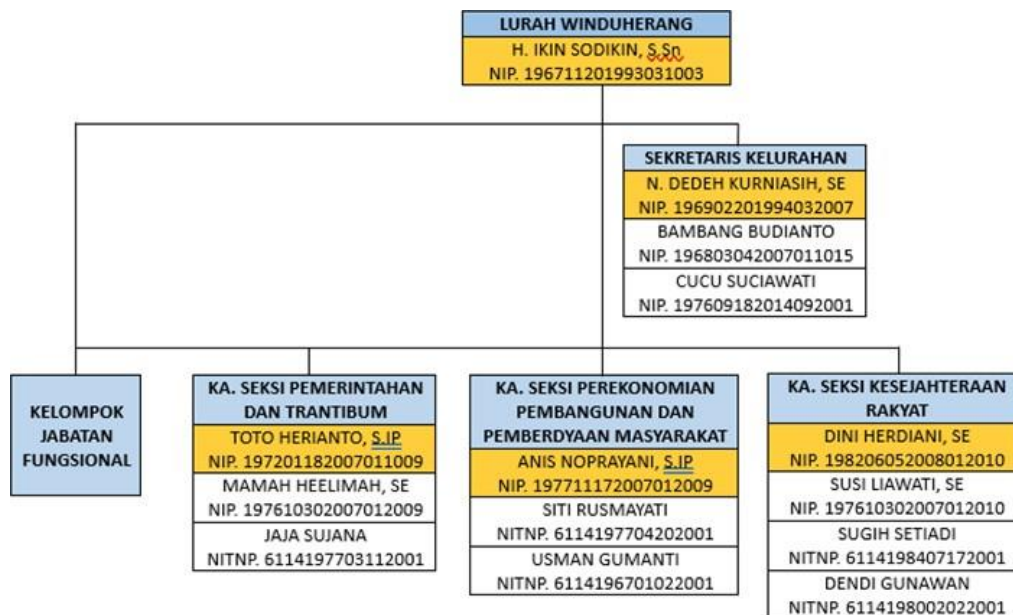 LURAH WINDUHERANG
H. IKIN SODIKIN, S.Sn
NIP. 196711201993031003
SEKRETARIS KELURAHAN
N. DEDEH KURNIASIH, SE
NIP. 196902201994032007
BAMBANG BUDIANTO
NIP. 196803042007011015
CUCU SUCIAWATI
NIP. 197609182014092001
KELOMPOK
JABATAN
FUNGSIONAL
KA. SEKSI PEMERINTAHAN
DAN TRANTIBUM
TOTO HERIANTO, S.IP
NIP. 197201182007011009
MAMAH HEELIMAH, SE
NIP. 197610302007012009
JAJA SUJANA
NITNP. 6114197703112001
KA. SEKSI PEREKONOMIAN
PEMBANGUNAN DAN
PEMBERDYAAN MASYARAKAT
ANIS NOPRAYANI, S.IP
NIP. 197711172007012009
SITI RUSMAYATI
NITNP. 6114197704202001
USMAN GUMANTI
NITNP. 6114196701022001
KA. SEKSI KESEJAHTERAAN
RAKYAT
DINI HERDIANI, SE
NIP. 198206052008012010
SUSI LIAWATI, SE
NIP. 197610302007012010
SUGIH SETIADI
NITNP. 6114198407172001
DENDI GUNAWAN
NITNP. 6114198002022001